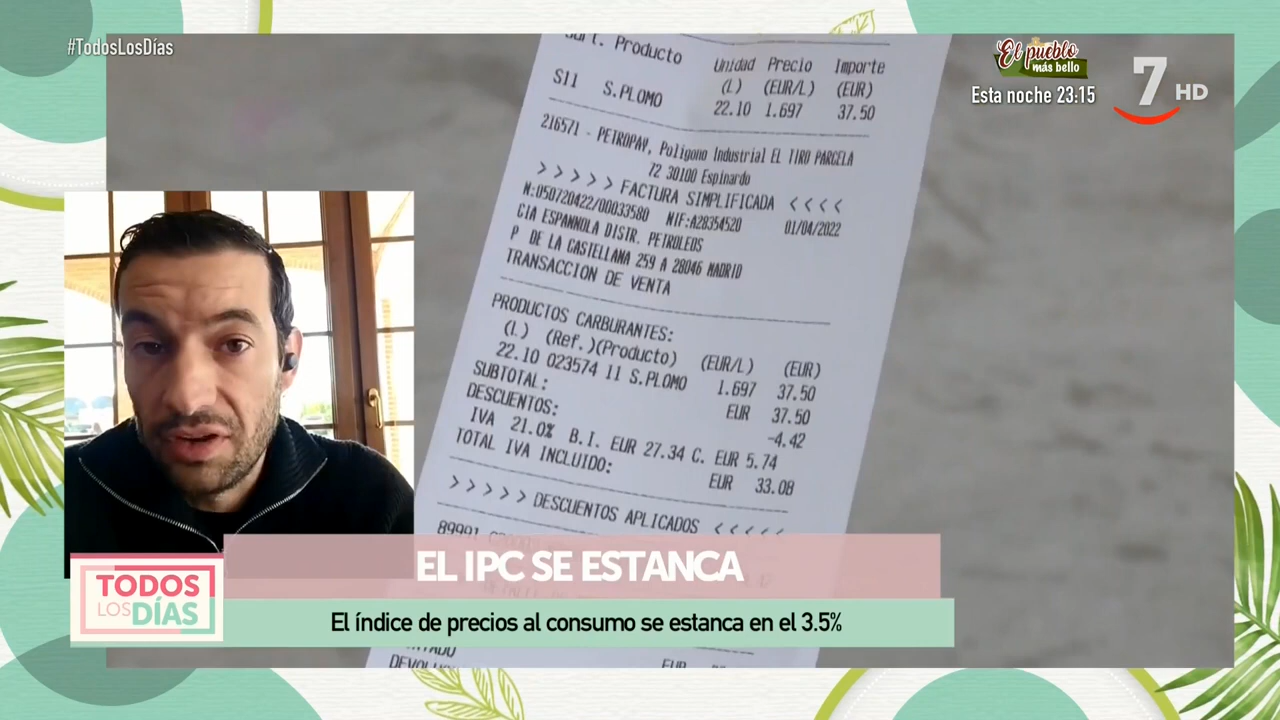 #TodosLosDías
El pueblo
más bello
Esta noche 23:15
7 HD
Surt. Producto Unidad Precio Importe
(L) (EUR/L) (EUR)
S11 S.PLOMO 22.10 1.697 37.50
216571 - PETROPAY, Poligono Industrial EL TIRO PARCELA
72 30100 Espinardo
> > > > > FACTURA SIMPLIFICADA < < < <
N:050720422/00033580 NIF:A28354520 01/04/2022
CIA ESPANNOLA DISTR. PETROLEOS
P DE LA CASTELLANA 259 A 28046 MADRID
TRANSACCION DE VENTA
PRODUCTOS CARBURANTES:
(L) (Ref.)(Producto) (EUR/L) (EUR)
22.10 023574 11 S.PLOMO 1.697 37.50
SUBTOTAL: EUR 37.50
DESCUENTOS: -4.42
IVA 21.0% B.I. EUR 27.34 C. EUR 5.74
TOTAL IVA INCLUIDO: EUR 33.08
> > > > > DESCUENTOS APLICADOS < < < < <
89991
EL IPC SE ESTANCA
El índice de precios al consumo se estanca en el 3.5%
TODOS
LOS DÍAS
EUR